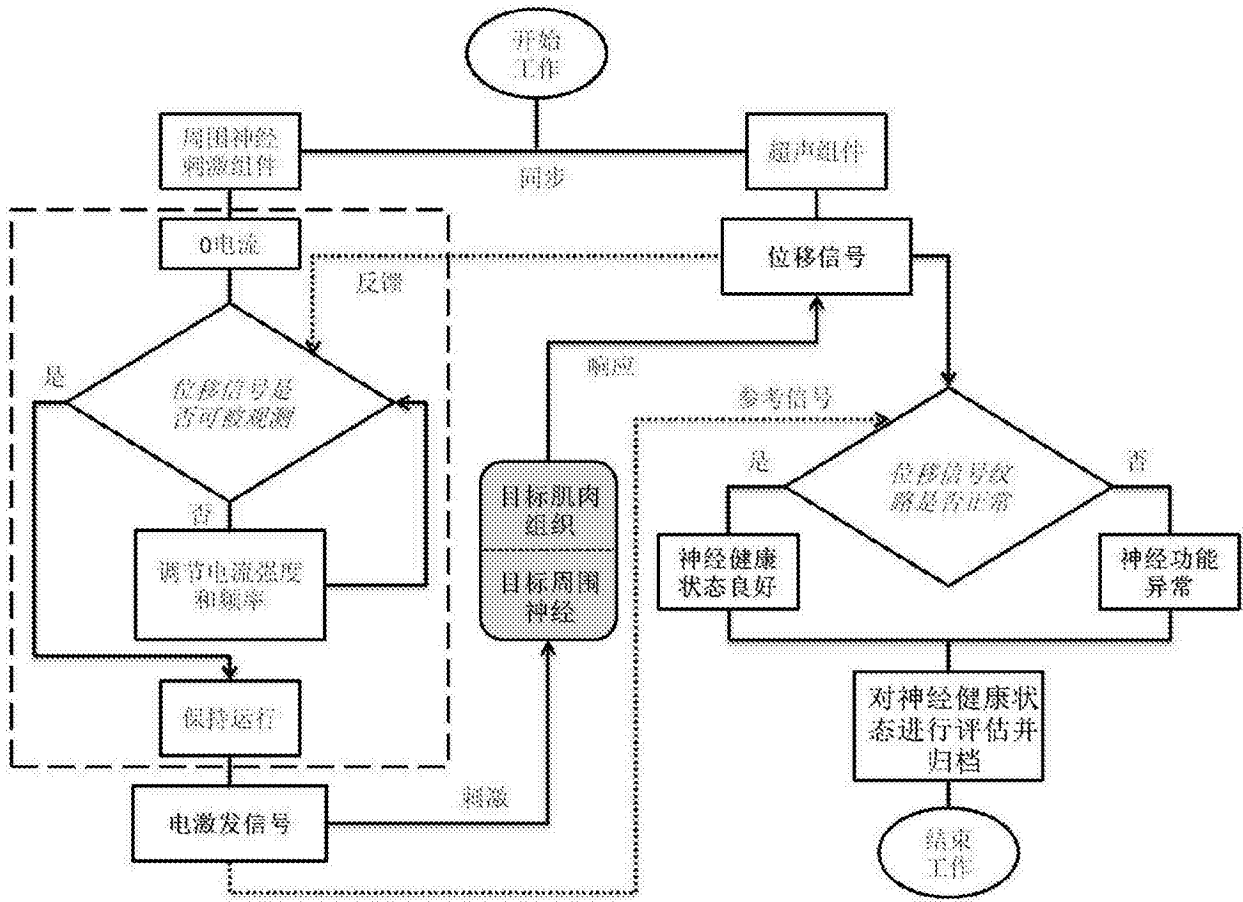 开始
工作
周围神经
刺激组件
同步
超声组件
0电流
反馈
位移信号
是
位移信号是
否可被观测
响应
参考信号
否
调节电流强度
和频率
目标肌肉
组织
目标周围
神经
是
位移信号纹
路是否正常
否
神经健康
状态良好
神经功能
异常
保持运行
对神经健康状
态进行评估并
归档
电激发信号
刺激
结束
工作